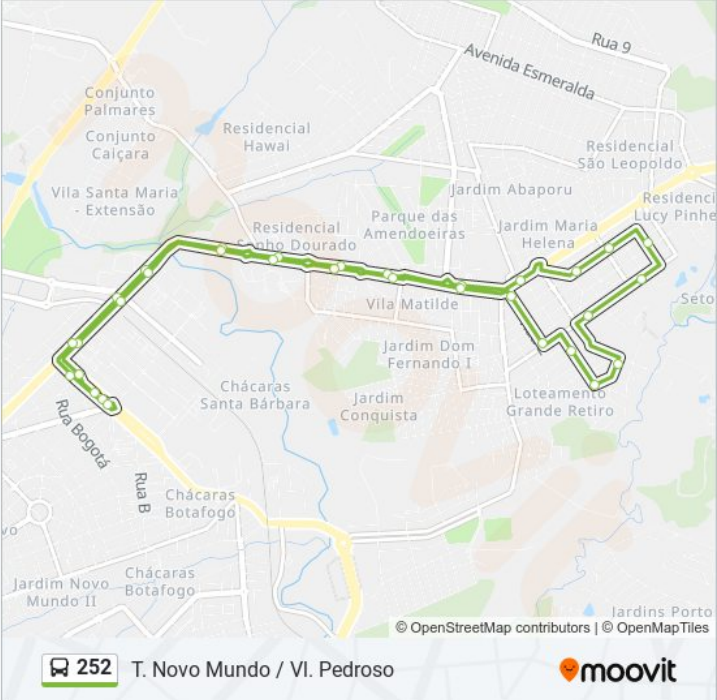 Rua 9
Avenida Esmeralda
Conjunto
Palmares
Conjunto
Caiçara
Residencial
Hawai
Residencial
São Leopoldo
Vila Santa Maria
- Extensão
Jardim Abaporu
Residenci
Lucy Pinhe
Parque das
Amendoeiras
Jardim Maria
Helena
Residencial
Sonho Dourado
Vila Matilde
Seto
Jardim Dom
Fernando I
Chácaras
Santa Bárbara
Jardim
Conquista
Loteamento
Grande Retiro
Rua Bogotá
Rua B
Chácaras
Botafogo
vo
Jardim Novo
Mundo II
Chácaras
Botafogo
Jardins Porto
© OpenStreetMap contributors | © OpenMapTiles
252 T. Novo Mundo / Vl. Pedroso
moovit